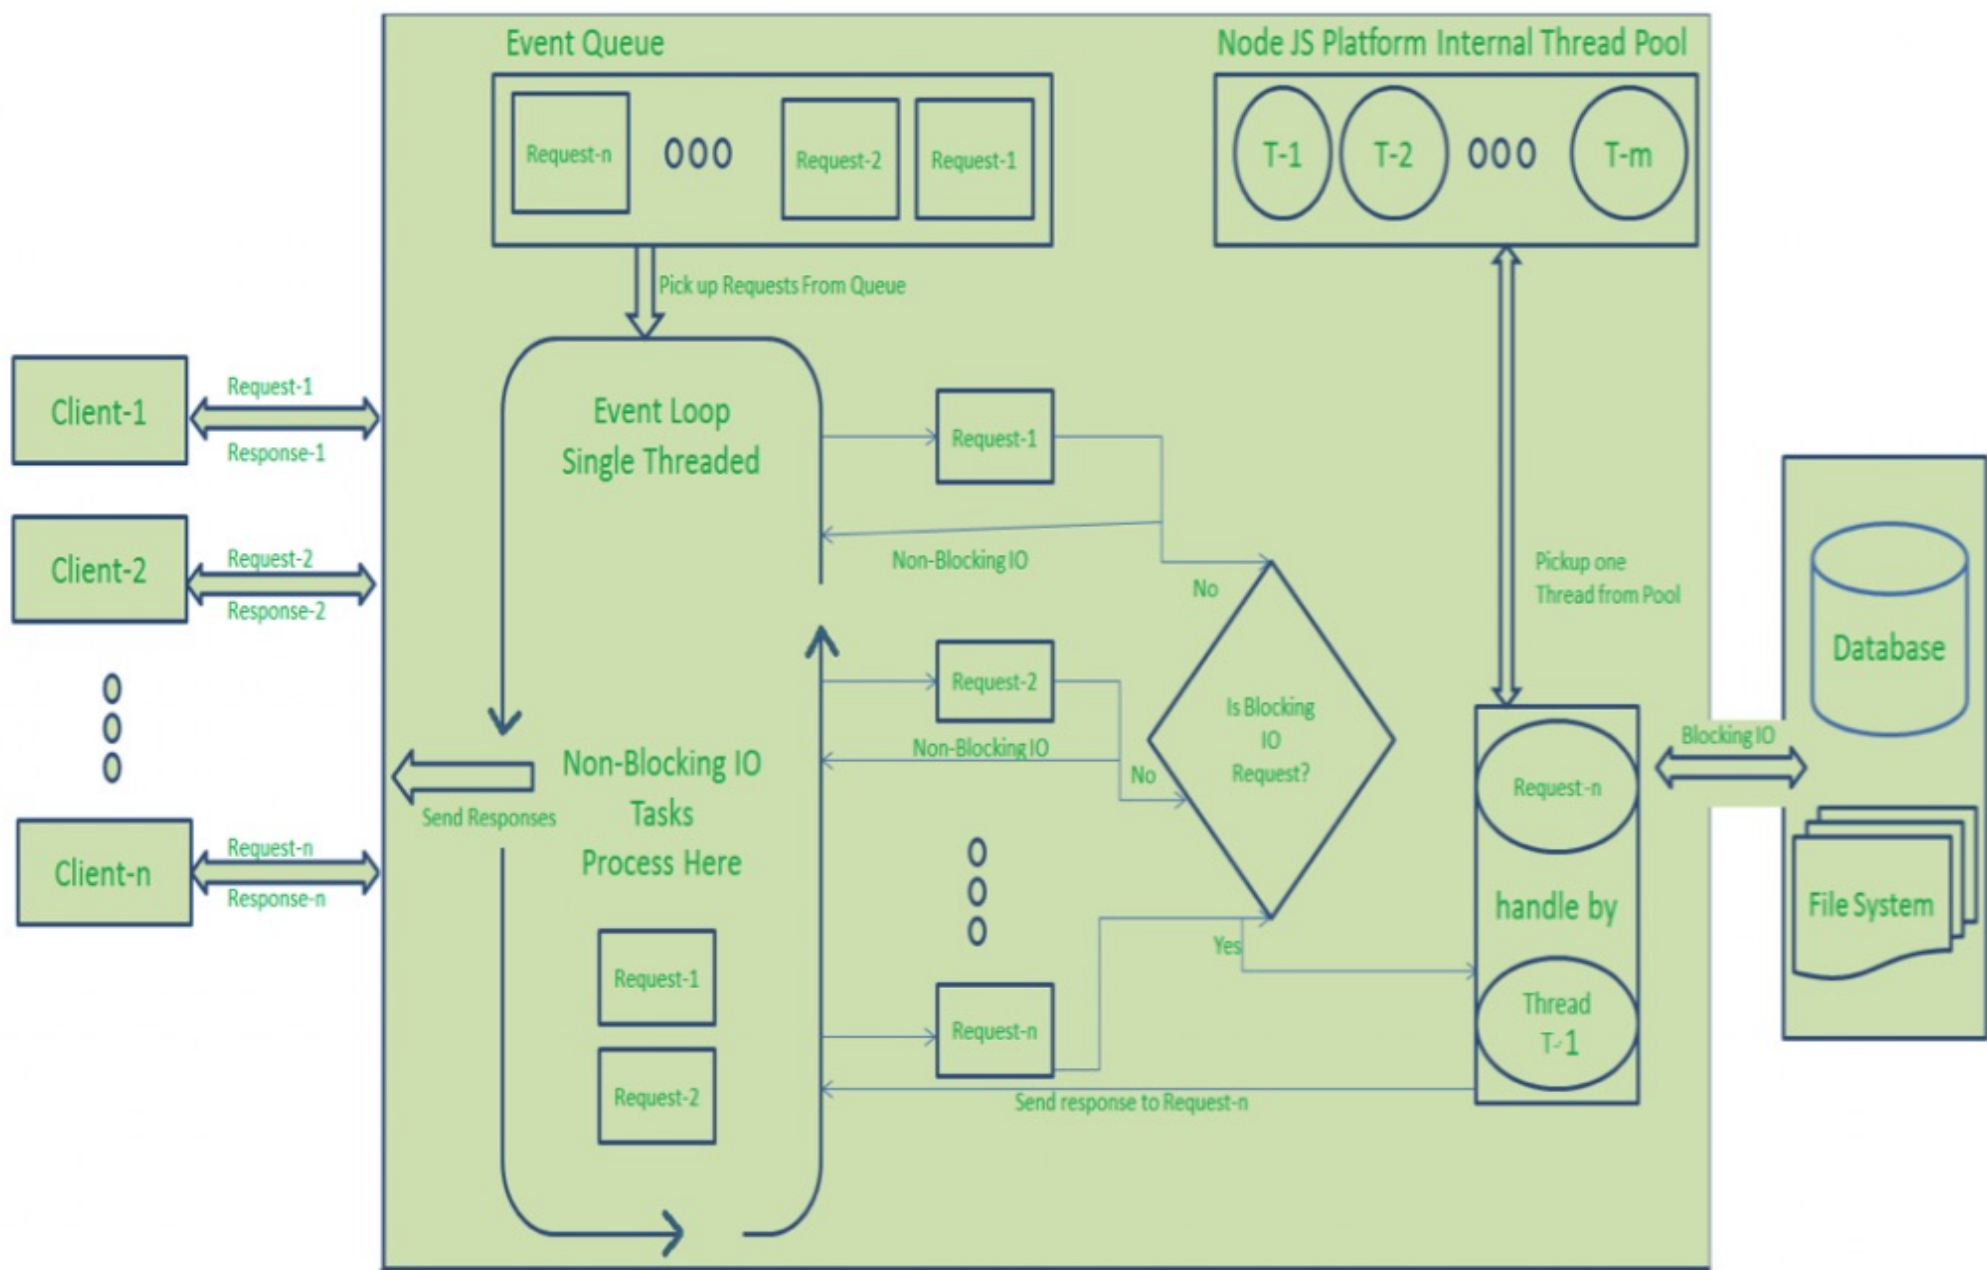 Event Queue
Node JS Platform Internal Thread Pool
Request-n
Request-2
Request-1
T-1
T-2
T-m
Pick up Requests From Queue
Client-1
Request-1
Response-1
Event Loop
Single Threaded
Request-1
Non-Blocking IO
No
Client-2
Request-2
Response-2
Pickup one
Thread from Pool
Database
Request-2
Non-Blocking IO
No
Is Blocking
IO
Request?
Blocking IO
Send Responses
Non-Blocking IO
Tasks
Process Here
Request-n
handle by
Thread
T-1
File System
Client-n
Request-n
Response-n
Yes
Request-1
Request-2
Request-n
Send response to Request-n